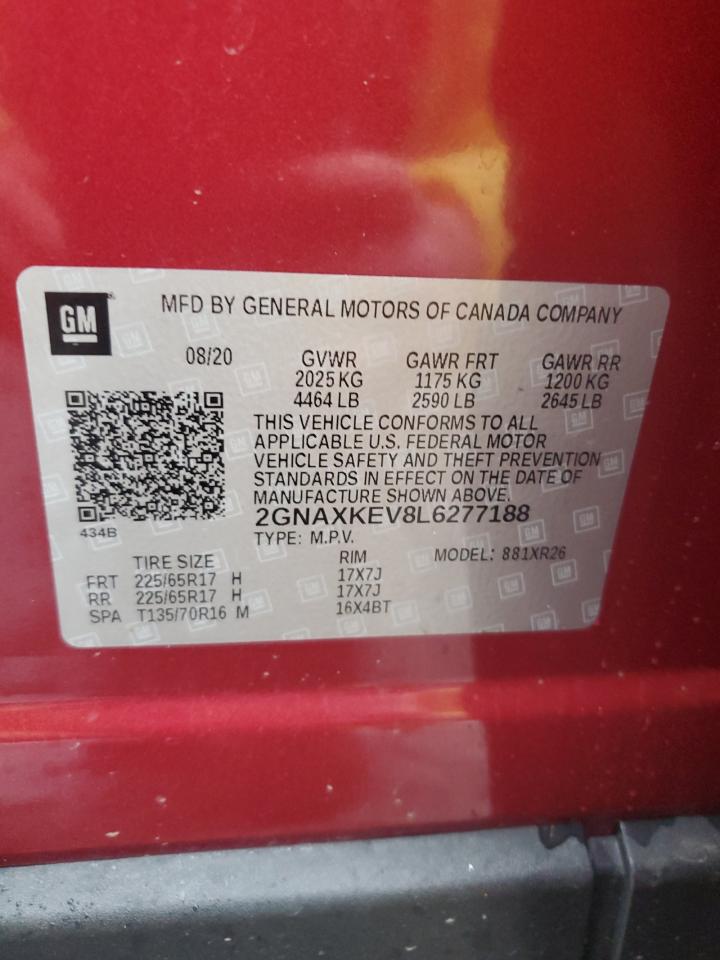 GM
MFD BY GENERAL MOTORS OF CANADA COMPANY
08/20 GVWR GAWR FRT GAWR RR
2025 KG 1175 KG 1200 KG
4464 LB 2590 LB 2645 LB
THIS VEHICLE CONFORMS TO ALL
APPLICABLE U.S. FEDERAL MOTOR
VEHICLE SAFETY AND THEFT PREVENTION
STANDARDS IN EFFECT ON THE DATE OF
MANUFACTURE SHOWN ABOVE.
2GNAXKEV8L6277188
434B
TYPE: M.P.V.
TIRE SIZE RIM MODEL: 881XR26
FRT 225/65R17 H 17X7J
RR 225/65R17 H 17X7J
SPA T135/70R16 M 16X4BT